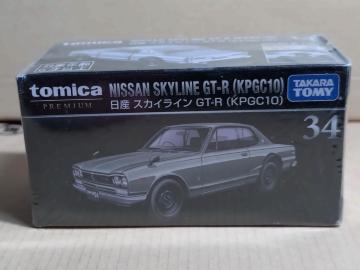 tomica
PREMIUM
NISSAN SKYLINE GT-R (KPGC10)
日産 スカイライン GT-R (KPGC10)
TAKARA
TOMY
34